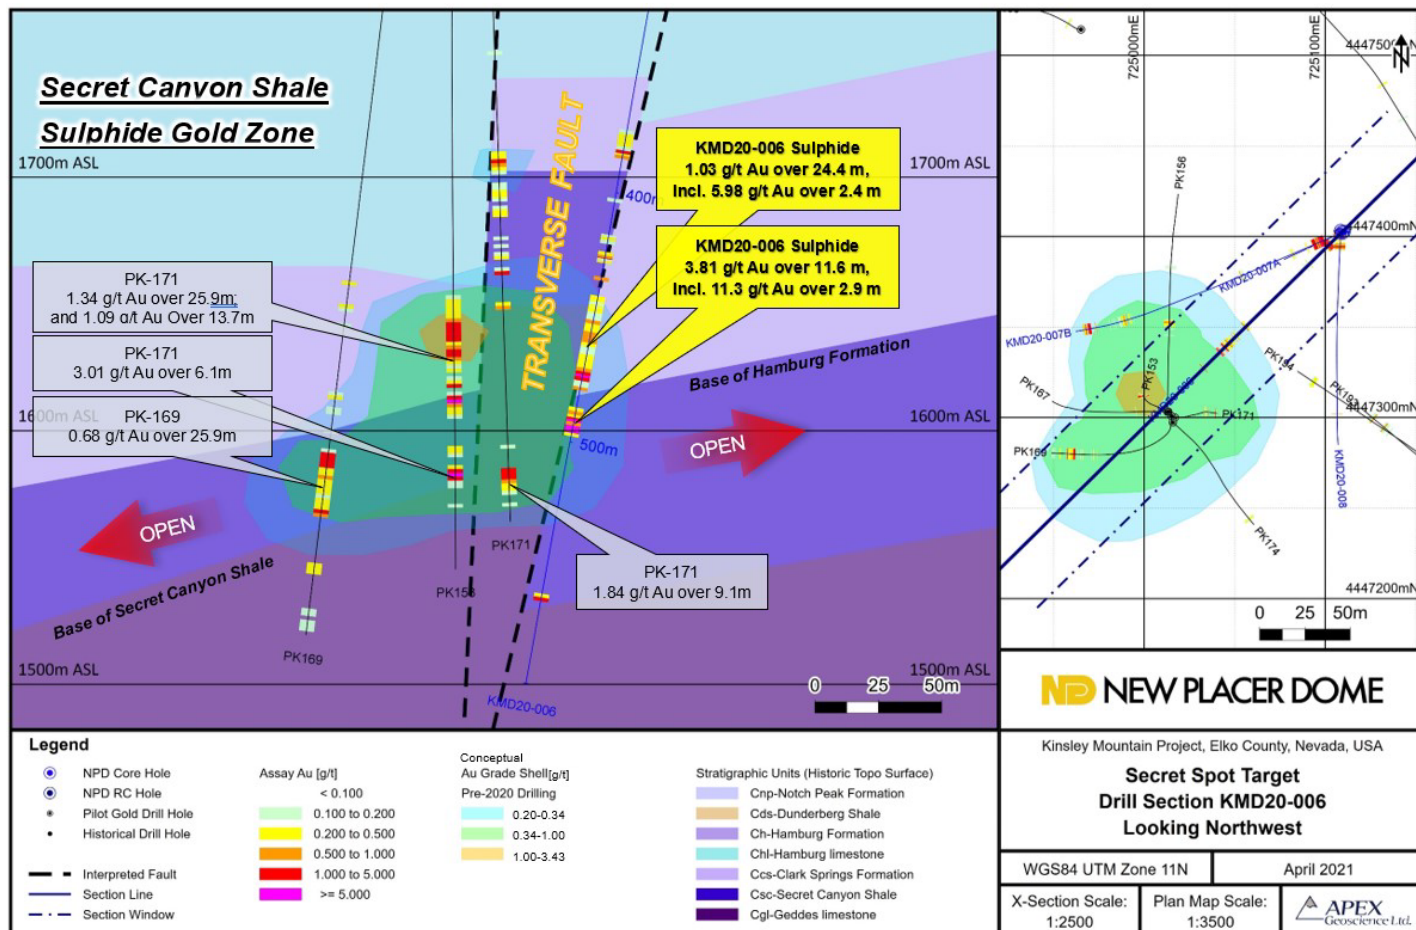 Secret Canyon Shale
Sulphide Gold Zone
1700m ASL
1700m ASL
1600m ASL
1600m ASL
1500m ASL
1500m ASL
TRANSVERSE FAULT
400m
500m
KMD20-006 Sulphide
1.03 g/t Au over 24.4 m,
Incl. 5.98 g/t Au over 2.4 m
KMD20-006 Sulphide
3.81 g/t Au over 11.6 m,
Incl. 11.3 g/t Au over 2.9 m
PK-171
1.34 g/t Au over 25.9m;
and 1.09 g/t Au Over 13.7m
PK-171
3.01 g/t Au over 6.1m
PK-169
0.68 g/t Au over 25.9m
PK-171
1.84 g/t Au over 9.1m
Base of Hamburg Formation
Base of Secret Canyon Shale
OPEN
OPEN
PK169
PK153
PK171
KMD20-006
0 25 50m
725000mE
725100mE
4447500mN
4447400mN
4447300mN
4447200mN
N
PK156
KMD20-007A
KMD20-007B
PK153
PK167
PK171
PK169
PK174
PK194
PK192
KMD20-008
0 25 50m
NPD NEW PLACER DOME
Kinsley Mountain Project, Elko County, Nevada, USA
Secret Spot Target
Drill Section KMD20-006
Looking Northwest
WGS84 UTM Zone 11N
April 2021
X-Section Scale:
1:2500
Plan Map Scale:
1:3500
APEX
Geoscience Ltd.
Legend
NPD Core Hole
NPD RC Hole
Pilot Gold Drill Hole
Historical Drill Hole
Interpreted Fault
Section Line
Section Window
Assay Au [g/t]
< 0.100
0.100 to 0.200
0.200 to 0.500
0.500 to 1.000
1.000 to 5.000
>= 5.000
Conceptual
Au Grade Shell[g/t]
Pre-2020 Drilling
0.20-0.34
0.34-1.00
1.00-3.43
Stratigraphic Units (Historic Topo Surface)
Cnp-Notch Peak Formation
Cds-Dunderberg Shale
Ch-Hamburg Formation
Chl-Hamburg limestone
Ccs-Clark Springs Formation
Csc-Secret Canyon Shale
Cgl-Geddes limestone